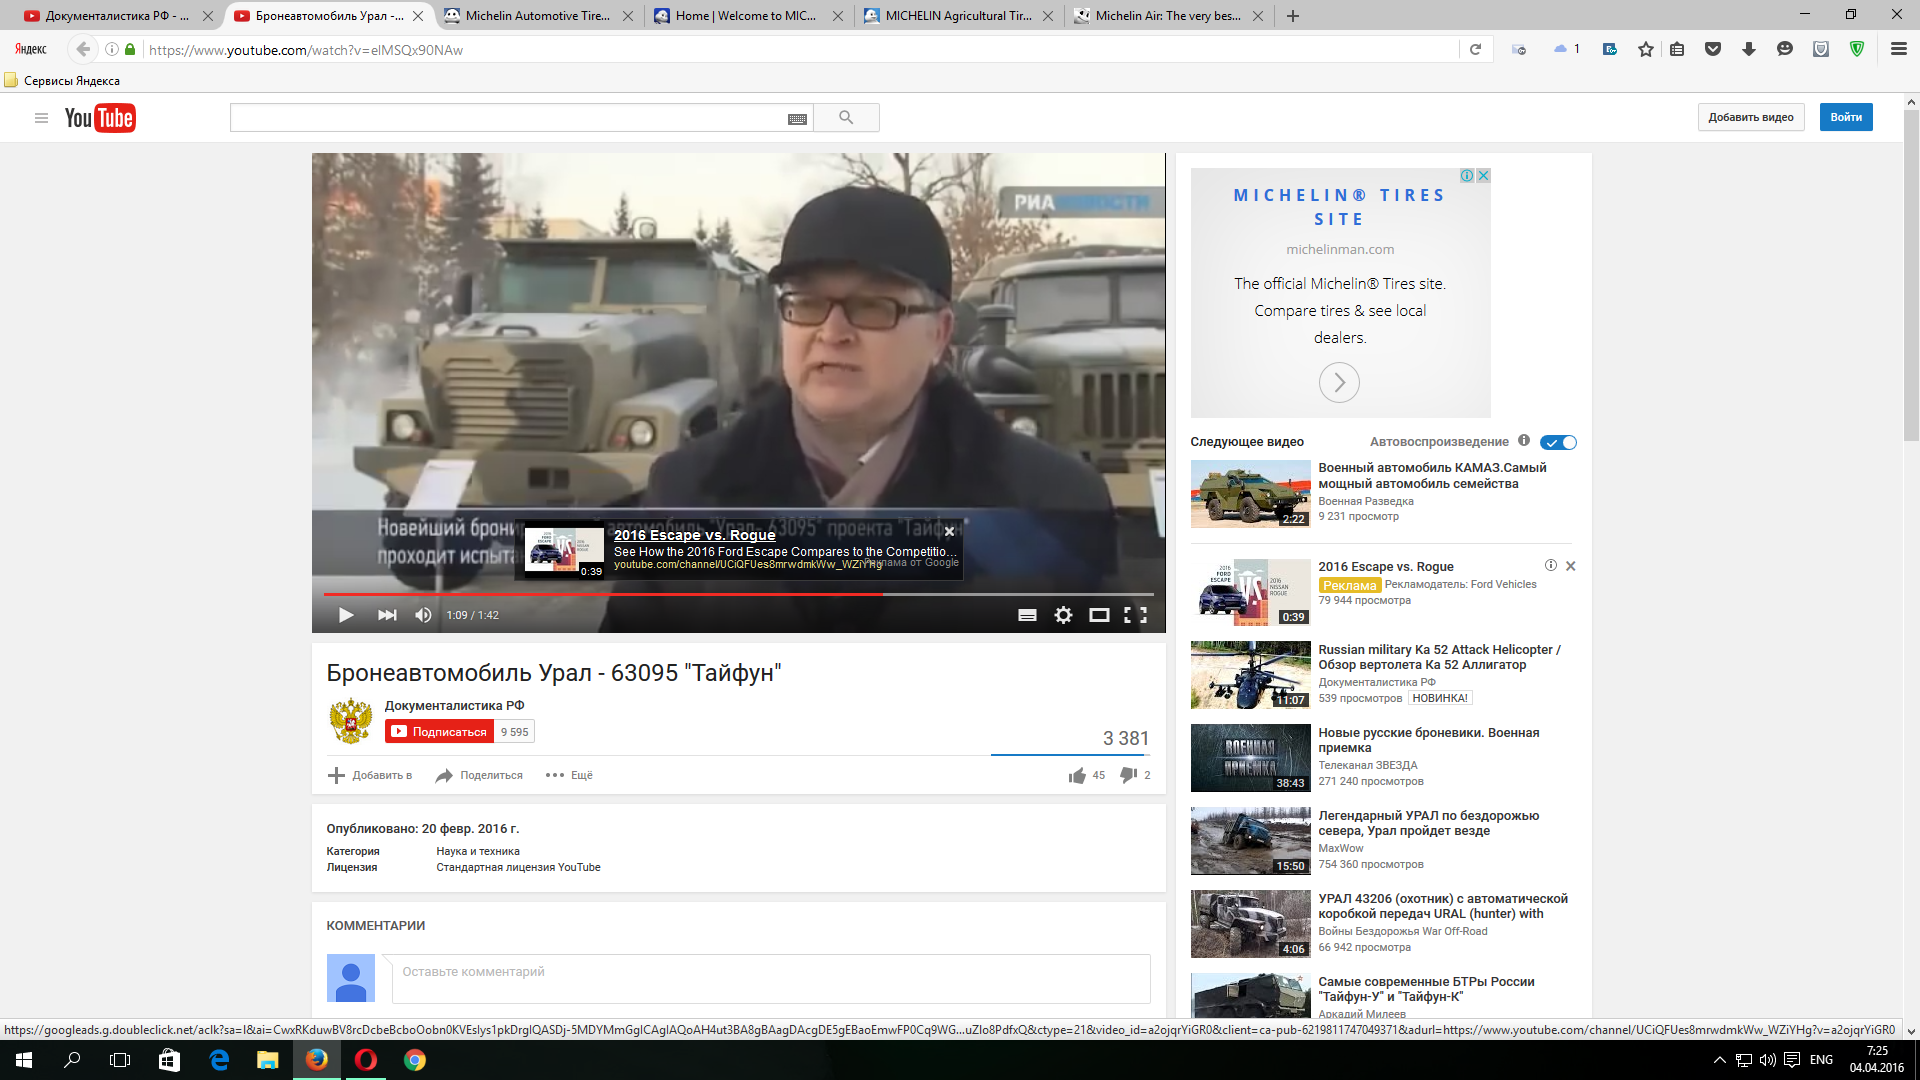 Документалистика РФ - ...
Бронеавтомобиль Урал -...
Michelin Automotive Tire...
Home | Welcome to MIC...
MICHELIN Agricultural Tir...
Michelin Air: The very bes...
Яндекс
https://www.youtube.com/watch?v=elMSQx90NAw
1
Сервисы Яндекса
YouTube
Добавить видео
Войти
РИА НОВОСТИ
Новейший автомобиль "Урал- 63095" проекта "Тайфун"
проходит
2016 Escape vs. Rogue
See How the 2016 Ford Escape Compares to the Competitio...
youtube.com/channel/UCiQFUes8mrwdmkWw_WZiYHg
Реклама от Google
0:39
1:09 / 1:42
MICHELIN® TIRES
SITE
michelinman.com
The official Michelin® Tires site.
Compare tires & see local
dealers.
Следующее видео
Автовоспроизведение
Военный автомобиль КАМАЗ.Самый
мощный автомобиль семейства
Военная Разведка
9 231 просмотр
2:22
2016 Escape vs. Rogue
Реклама Рекламодатель: Ford Vehicles
79 944 просмотра
0:39
Russian military Ka 52 Attack Helicopter /
Обзор вертолета Ка 52 Аллигатор
Документалистика РФ
539 просмотров НОВИНКА!
11:07
Новые русские броневики. Военная
приемка
Телеканал ЗВЕЗДА
271 240 просмотров
ВОЕННАЯ
ПРИЕМКА
38:43
Легендарный УРАЛ по бездорожью
севера, Урал пройдет везде
MaxWow
754 360 просмотров
15:50
УРАЛ 43206 (охотник) с автоматической
коробкой передач URAL (hunter) with
Войны Бездорожья War Off-Road
66 942 просмотра
4:06
Самые современные БТРы России
"Тайфун-У" и "Тайфун-К"
Аркадий Милеев
Бронеавтомобиль Урал - 63095 "Тайфун"
Документалистика РФ
Подписаться 9 595
3 381
Добавить в
Поделиться
Ещё
45
2
Опубликовано: 20 февр. 2016 г.
Категория Наука и техника
Лицензия Стандартная лицензия YouTube
КОММЕНТАРИИ
Оставьте комментарий
https://googleads.g.doubleclick.net/aclk?sa=l&ai=CwxRKduwBV8rcDcbeBcboOobn0KVEslys1pkDrgIQASDj-5MDYMmGgICAgIAQoAH4ut3BA8gBAagDAcgDE5gEBaoEmwFP0Cq9WG...uZIo8PdfxQ&ctype=21&video_id=a2ojqrYiGR0&client=ca-pub-6219811747049371&adurl=https://www.youtube.com/channel/UCiQFUes8mrwdmkWw_WZiYHg?v=a2ojqrYiGR0
ENG
7:25
04.04.2016